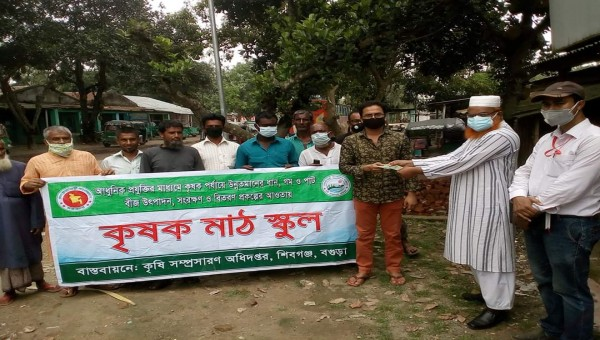 আধুনিক প্রযুক্তির মাধ্যমে কৃষক পর্যায়ে উন্নতমানের ধান, গম ও পাট
বীজ উৎপাদন, সংরক্ষণ ও বিতরণ প্রকল্পের আওতায়
কৃষক মাঠ স্কুল
বাস্তবায়নে: কৃষি সম্প্রসারণ অধিদপ্তর, শিবগঞ্জ, বগুড়া